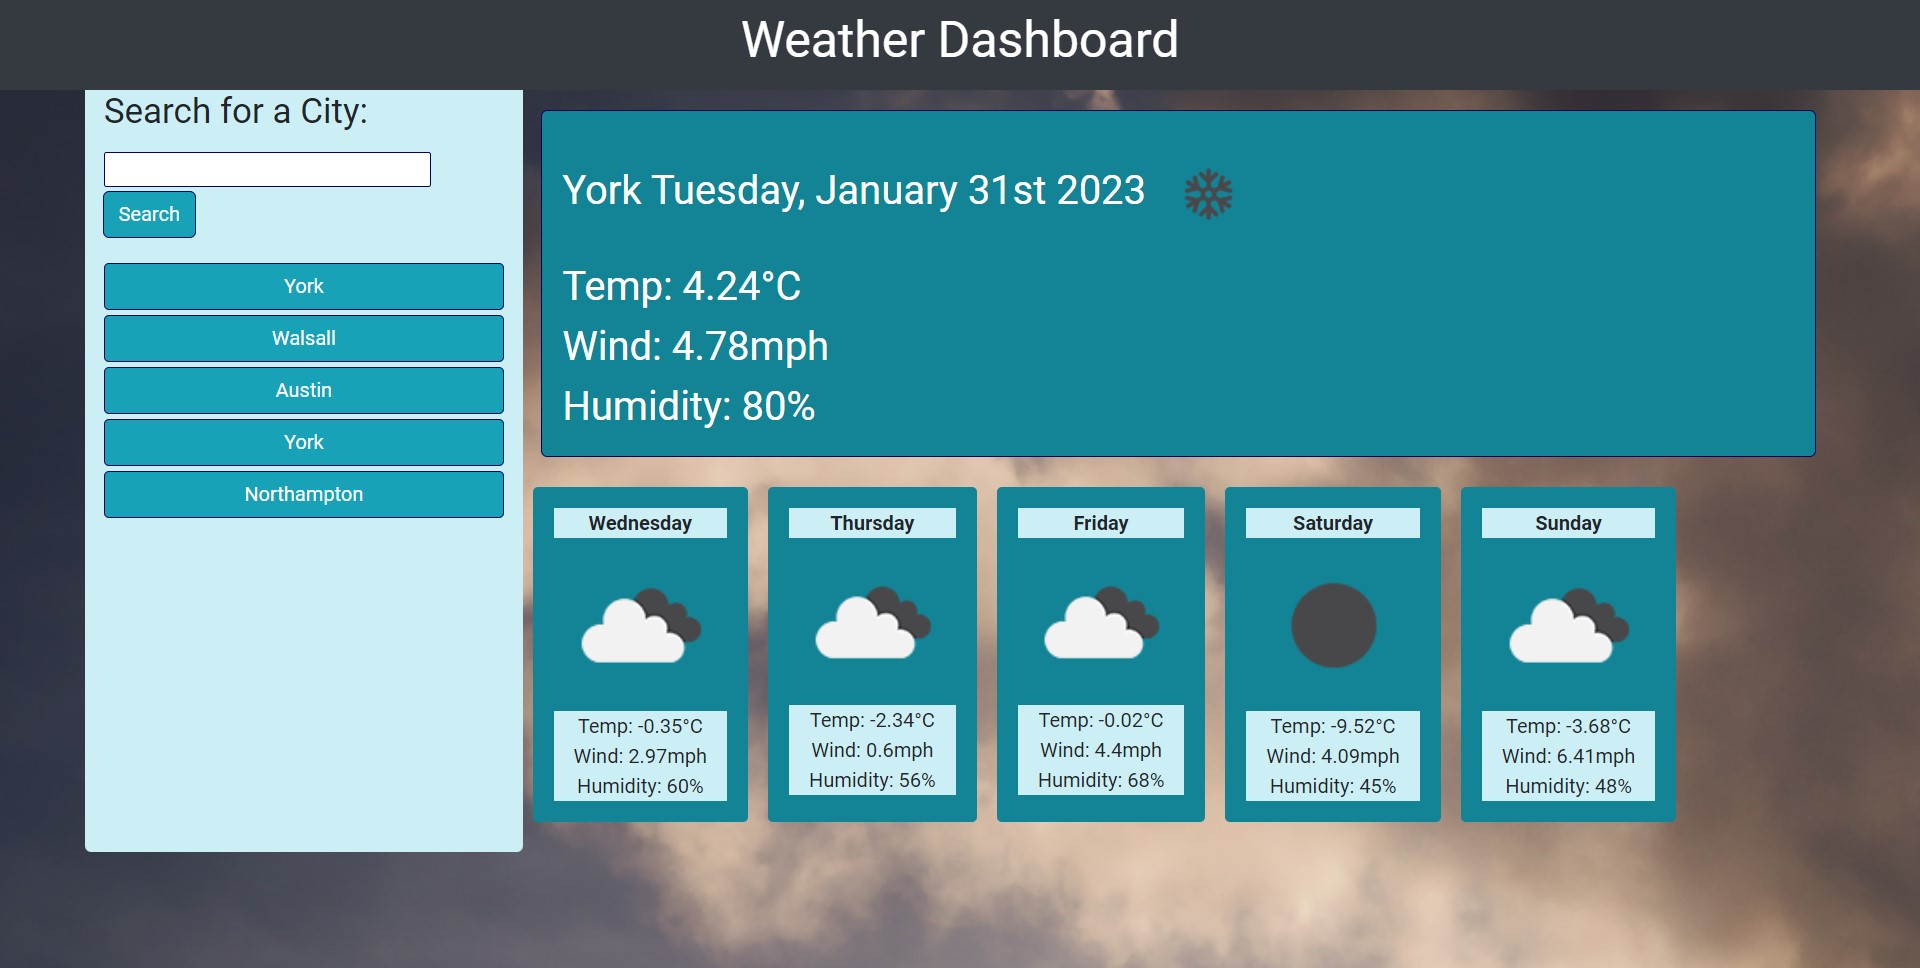 Weather Dashboard
Search for a City:
Search
York
Walsall
Austin
York
Northampton
York Tuesday, January 31st 2023
Temp: 4.24°C
Wind: 4.78mph
Humidity: 80%
Wednesday
Temp: -0.35°C
Wind: 2.97mph
Humidity: 60%
Thursday
Temp: -2.34°C
Wind: 0.6mph
Humidity: 56%
Friday
Temp: -0.02°C
Wind: 4.4mph
Humidity: 68%
Saturday
Temp: -9.52°C
Wind: 4.09mph
Humidity: 45%
Sunday
Temp: -3.68°C
Wind: 6.41mph
Humidity: 48%